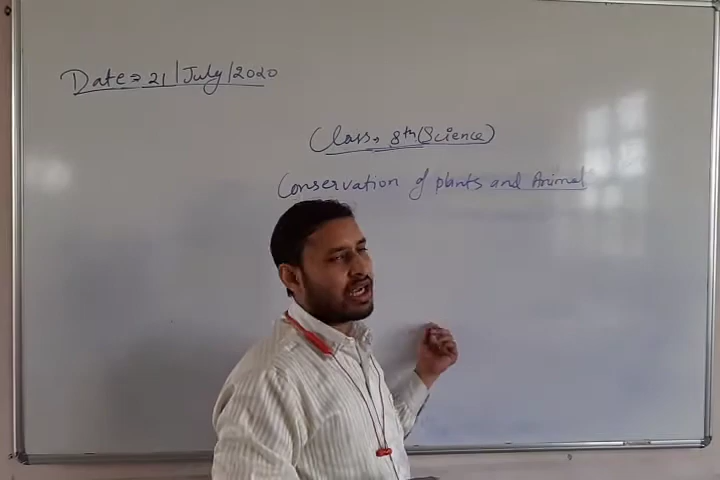 Date⇒ 21/July/2020
Class→ 8th (Science)
Conservation of plants and Animal